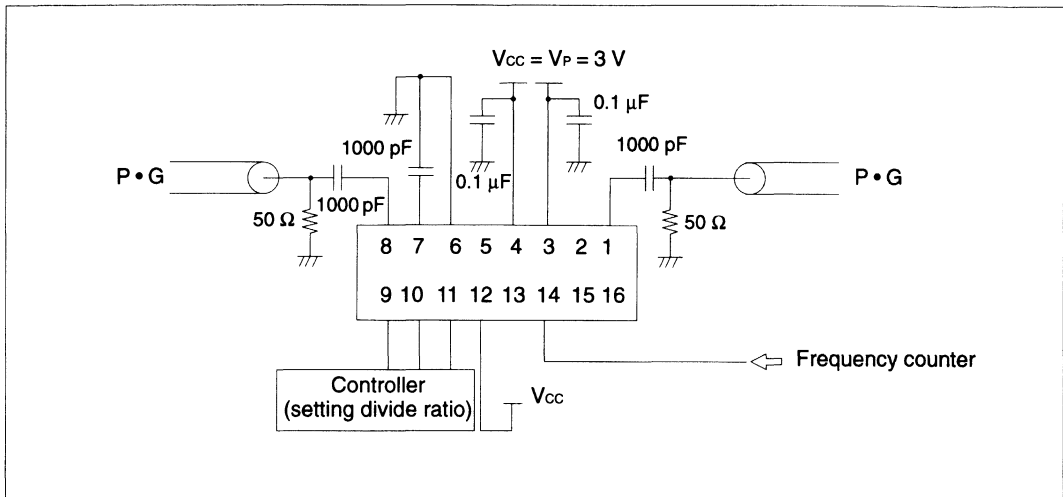 VCC = VP = 3 V
0.1 μF
1000 pF
1000 pF
P • G
0.1 μF
P • G
1000 pF
50 Ω
50 Ω
8 7 6 5 4 3 2 1
9 10 11 12 13 14 15 16
Frequency counter
Controller
(setting divide ratio)
VCC